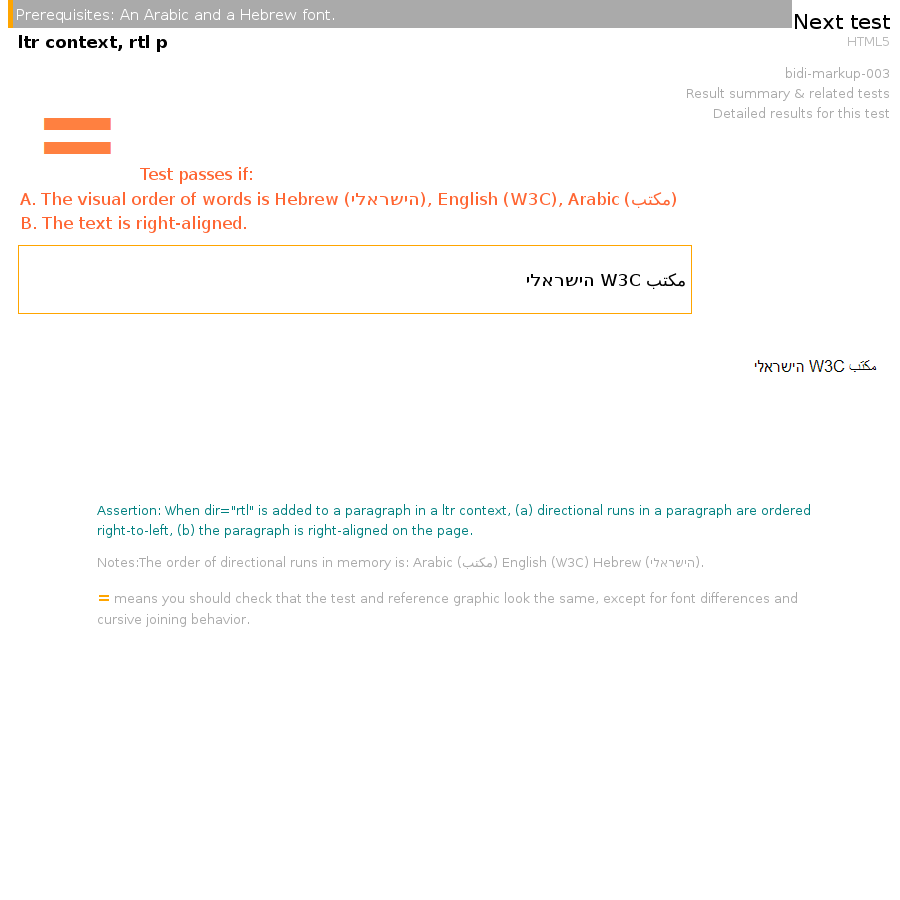 Prerequisites: An Arabic and a Hebrew font.
Next test
ltr context, rtl p
HTML5
bidi-markup-003
Result summary & related tests
Detailed results for this test
=
Test passes if:
A. The visual order of words is Hebrew (הישראלי), English (W3C), Arabic (مكتب)
B. The text is right-aligned.
مكتب W3C הישראלי
مكتب W3C הישראלי
Assertion: When dir="rtl" is added to a paragraph in a ltr context, (a) directional runs in a paragraph are ordered
right-to-left, (b) the paragraph is right-aligned on the page.
Notes:The order of directional runs in memory is: Arabic (مكتب) English (W3C) Hebrew (הישראלי).
= means you should check that the test and reference graphic look the same, except for font differences and
cursive joining behavior.